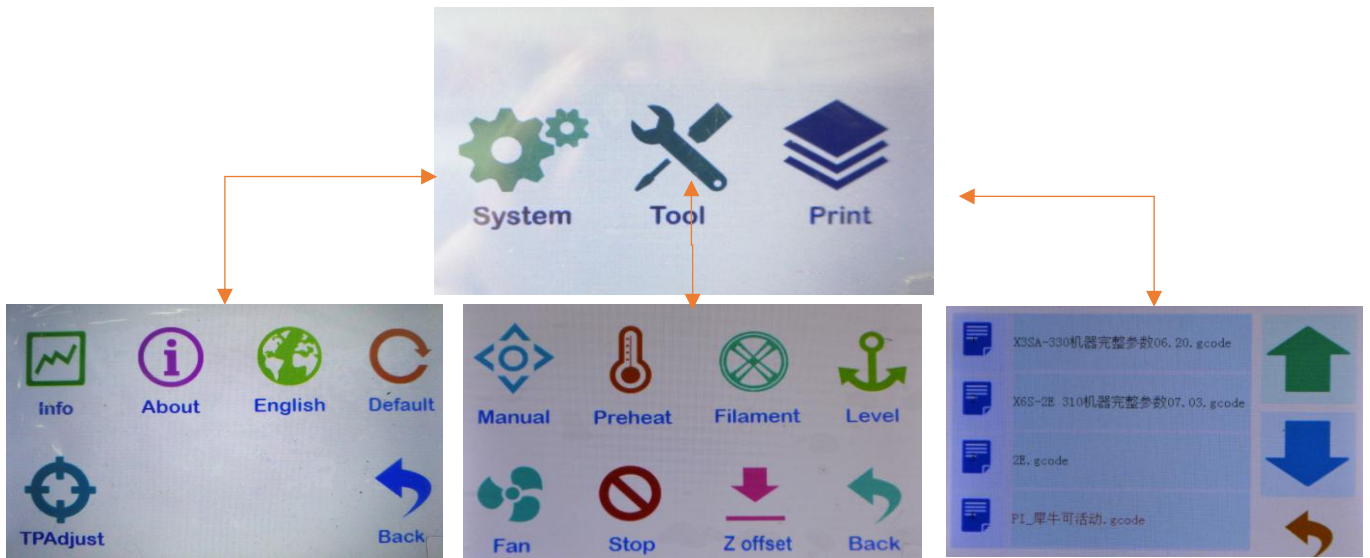 System Tool Print
Info About English Default
TPAdjust Back
Manual Preheat Filament Level
Fan Stop Z offset Back
X3SA-330机器完整参数06.20.gcode
X6S-2E 310机器完整参数07.03.gcode
2E.gcode
PI_犀牛可活动.gcode